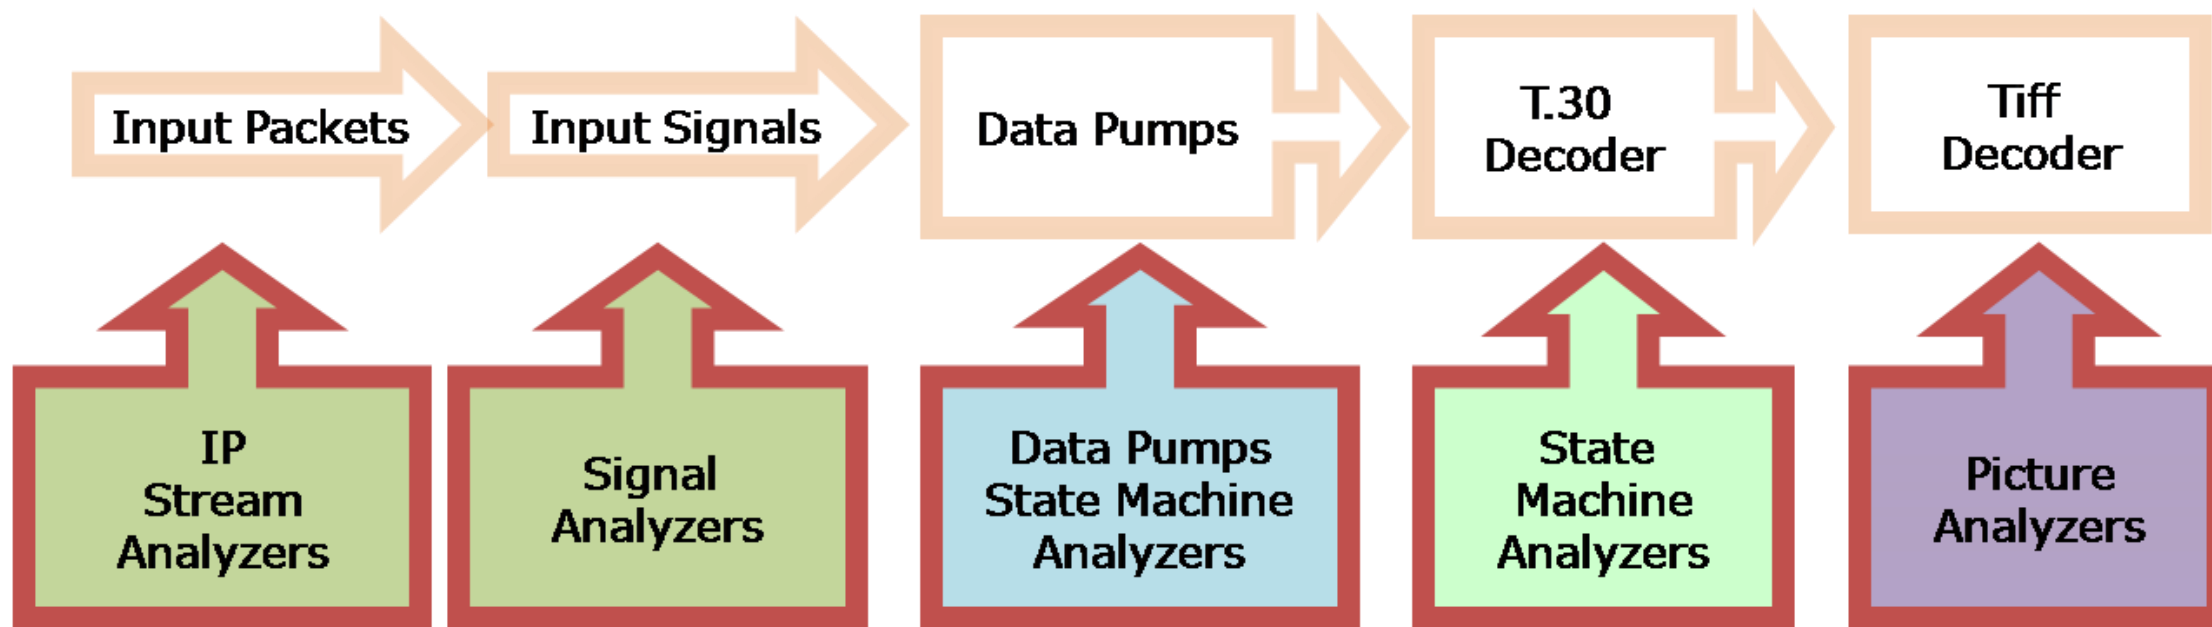 Input Packets
Input Signals
Data Pumps
T.30
Decoder
Tiff
Decoder
IP
Stream
Analyzers
Signal
Analyzers
Data Pumps
State Machine
Analyzers
State
Machine
Analyzers
Picture
Analyzers